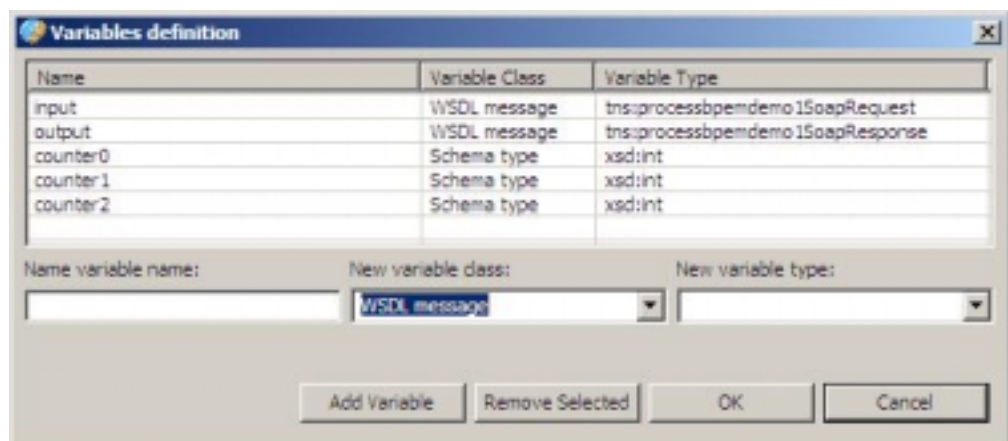 Variables definition
Name Variable Class Variable Type
input WSDL message tns:processbpemdemo1SoapRequest
output WSDL message tns:processbpemdemo1SoapResponse
counter0 Schema type xsd:int
counter1 Schema type xsd:int
counter2 Schema type xsd:int
Name variable name: New variable class: New variable type:
WSDL message
Add Variable Remove Selected OK Cancel